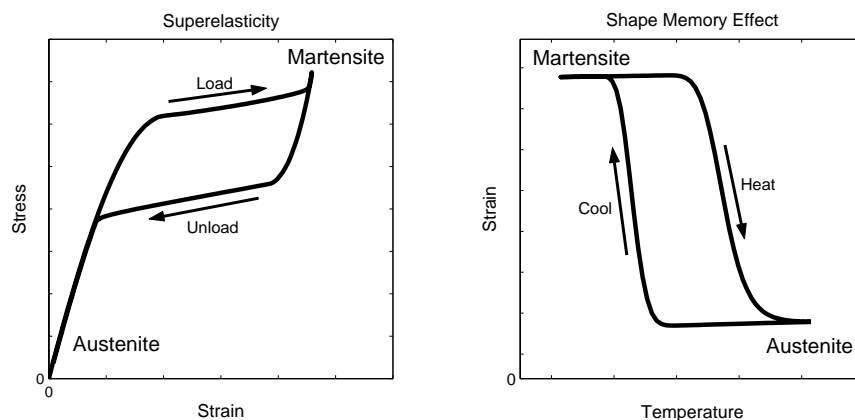 Superelasticity
Martensite
Load
Stress
Unload
Austenite
0
0
Strain
Shape Memory Effect
Martensite
Heat
Cool
Strain
Austenite
0
Temperature